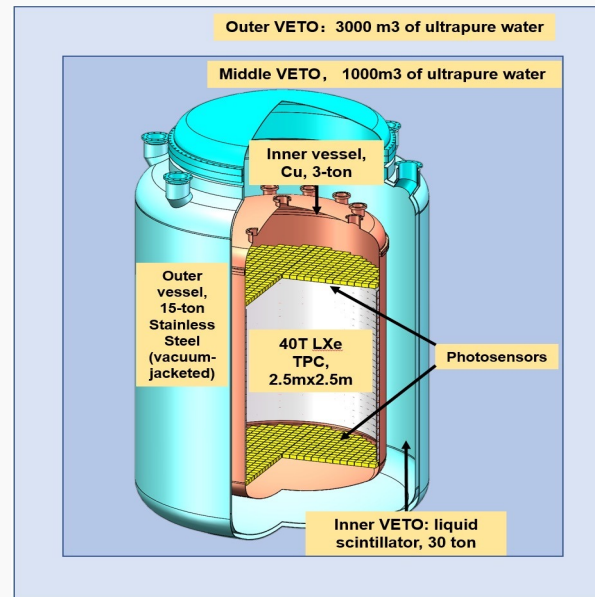 Outer VETO: 3000 m3 of ultrapure water
Middle VETO, 1000m3 of ultrapure water
Inner vessel,
Cu, 3-ton
Outer
vessel,
15-ton
Stainless
Steel
(vacuum-
jacketed)
40T LXe
TPC,
2.5mx2.5m
Photosensors
Inner VETO: liquid
scintillator, 30 ton